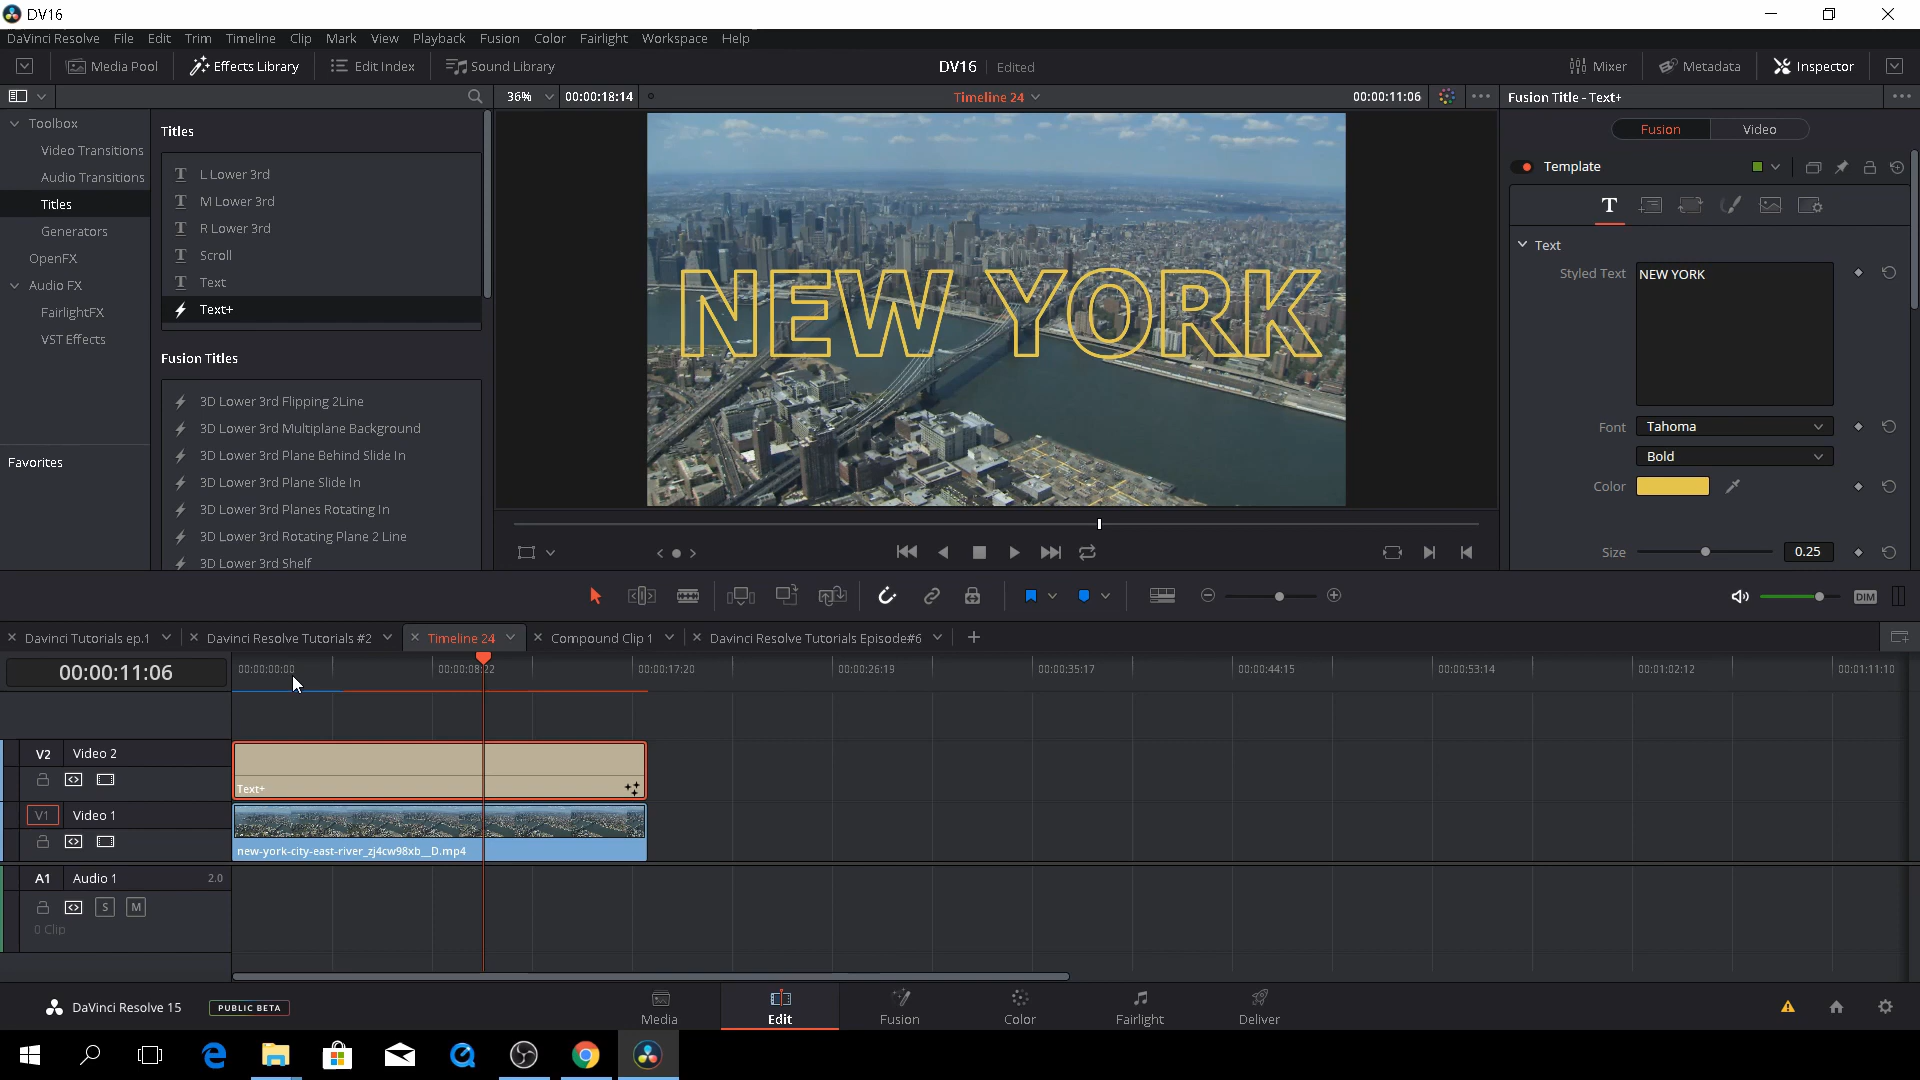 DV16
DaVinci Resolve File Edit Trim Timeline Clip Mark View Playback Fusion Color Fairlight Workspace Help
Media Pool Effects Library Edit Index Sound Library DV16 Edited Mixer Metadata Inspector
36% 00:00:18:14 Timeline 24 00:00:11:06 Fusion Title - Text+
Toolbox
Video Transitions
Audio Transitions
Titles
Generators
OpenFX
Audio FX
FairlightFX
VST Effects
Favorites
Titles
L Lower 3rd
M Lower 3rd
R Lower 3rd
Scroll
Text
Text+
Fusion Titles
3D Lower 3rd Flipping 2Line
3D Lower 3rd Multiplane Background
3D Lower 3rd Plane Behind Slide In
3D Lower 3rd Plane Slide In
3D Lower 3rd Planes Rotating In
3D Lower 3rd Rotating Plane 2 Line
3D Lower 3rd Shelf
NEW YORK
Fusion Video
Template
T
Text
Styled Text NEW YORK
Font Tahoma
Bold
Color
Size 0.25
DIM
Davinci Tutorials ep.1 Davinci Resolve Tutorials #2 Timeline 24 Compound Clip 1 Davinci Resolve Tutorials Episode#6
00:00:11:06 00:00:00:00 00:00:08:22 00:00:17:20 00:00:26:19 00:00:35:17 00:00:44:15 00:00:53:14 00:01:02:12 00:01:11:10
V2 Video 2
Text+
V1 Video 1
new-york-city-east-river_zj4cw98xb__D.mp4
A1 Audio 1 2.0
S M
0 Clip
DaVinci Resolve 15 PUBLIC BETA
Media Edit Fusion Color Fairlight Deliver